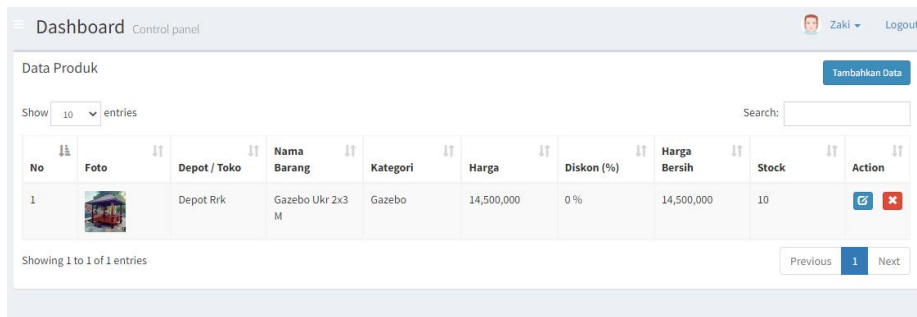 Dashboard Control panel Zaki Logout
Data Produk Tambahkan Data
Show 10 entries Search:
No Foto Depot / Toko Nama Barang Kategori Harga Diskon (%) Harga Bersih Stock Action
1 Depot Rrk Gazebo Ukr 2x3 M Gazebo 14,500,000 0 % 14,500,000 10
Showing 1 to 1 of 1 entries Previous 1 Next